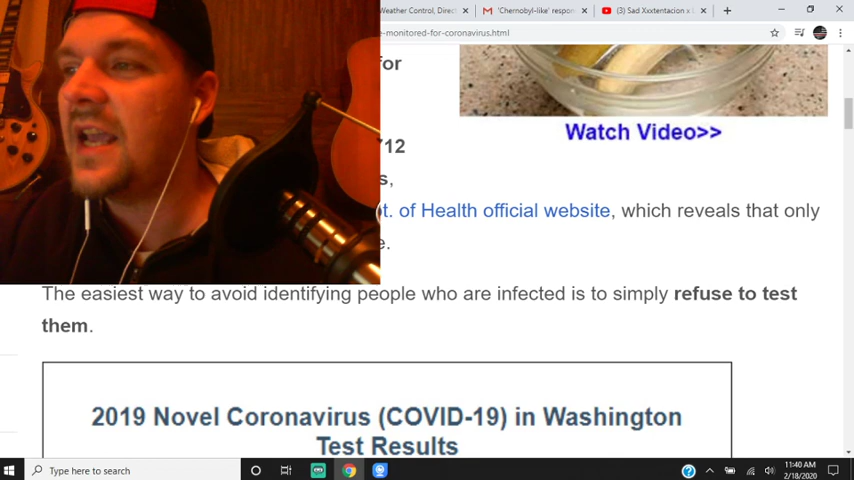 Weather Control, Direct
'Chernobyl-like' respon
(3) Sad Xxxtentacion x
e-monitored-for-coronavirus.html
for
Watch Video>>
712
s,
t. of Health official website, which reveals that only
e.
The easiest way to avoid identifying people who are infected is to simply refuse to test
them.
2019 Novel Coronavirus (COVID-19) in Washington
Test Results
Type here to search
11:40 AM
2/18/2020